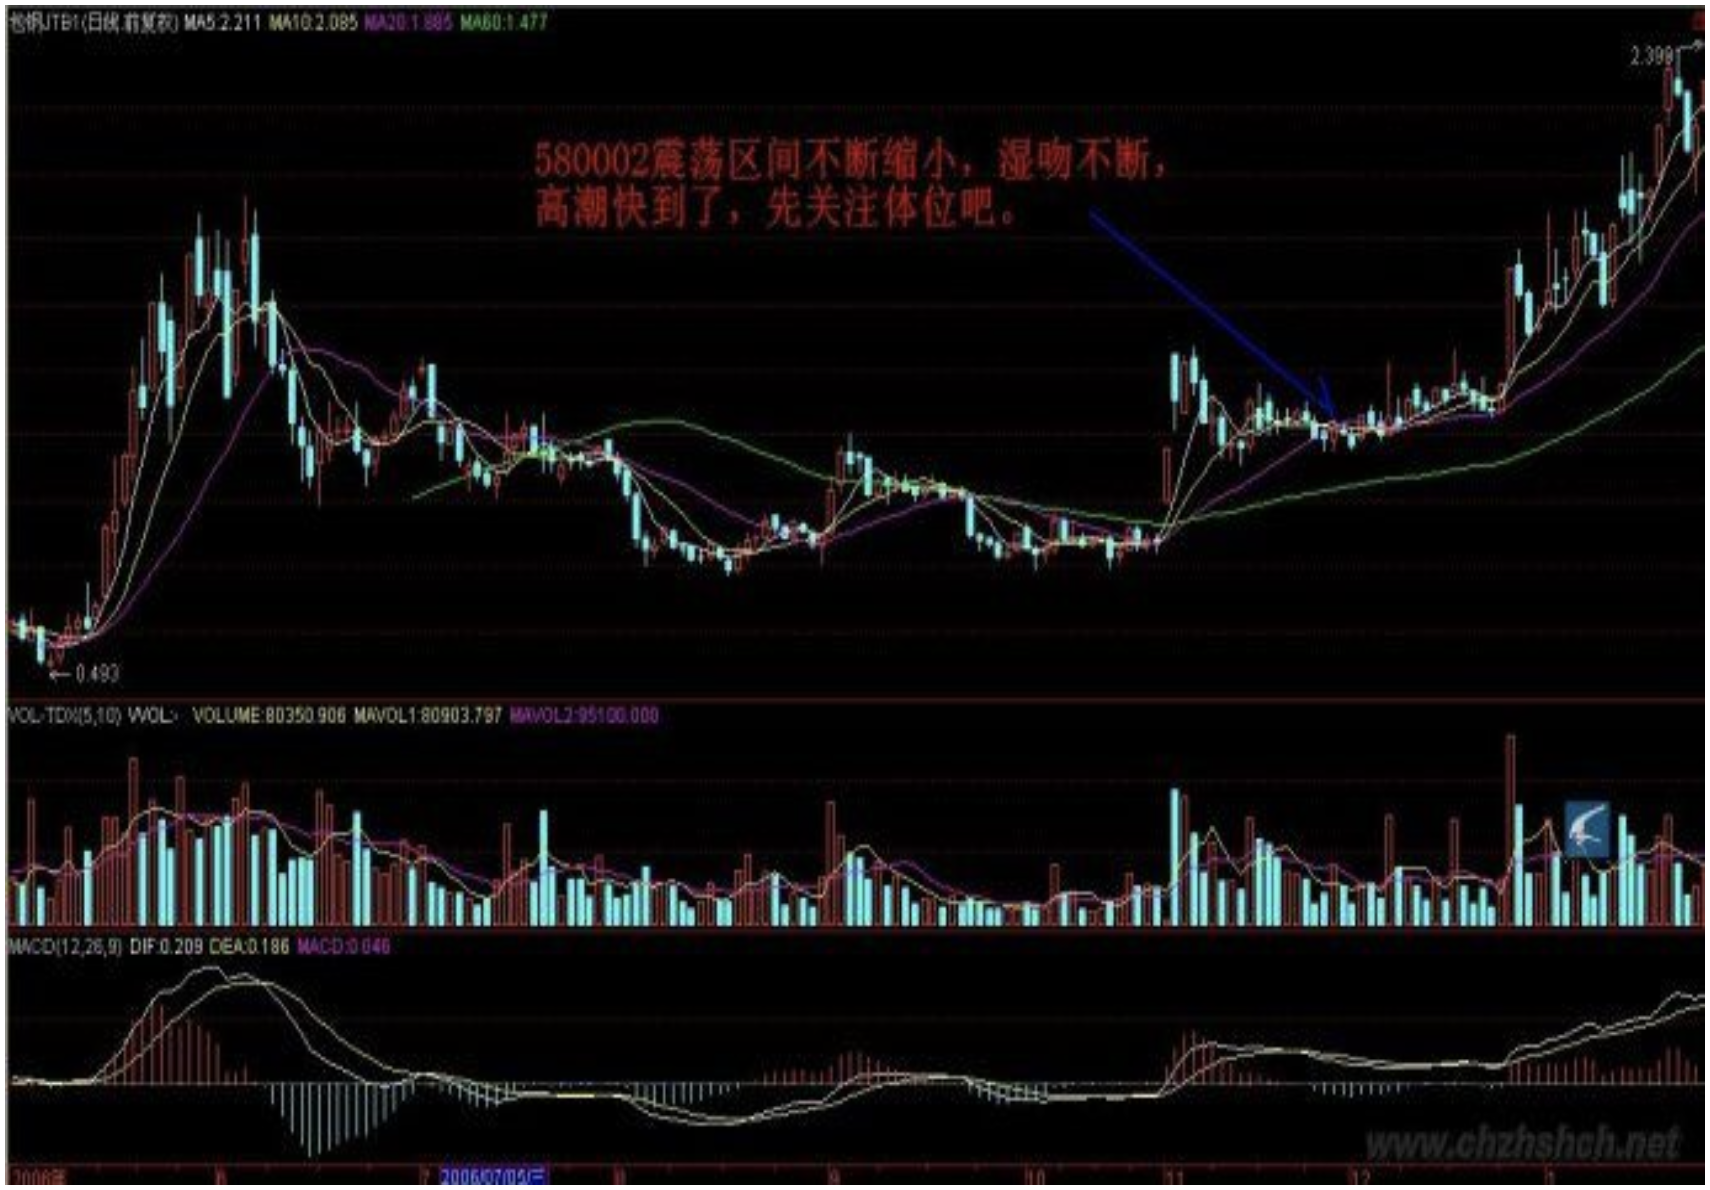 包钢JTB1(日线.前复权) MA5:2.211 MA10:2.085 MA20:1.885 MA60:1.477
2.399
580002震荡区间不断缩小，湿吻不断，
高潮快到了，先关注体位吧。
0.493
VOL-TDX(5,10) VVOL:- VOLUME:80350.906 MAVOL1:80903.797 MAVOL2:95100.000
MACD(12,26,9) DIF:0.209 DEA:0.186 MACD:0.046
www.chzhshch.net
2006年 6 7 2006/07/05/三 8 9 10 11 12 1